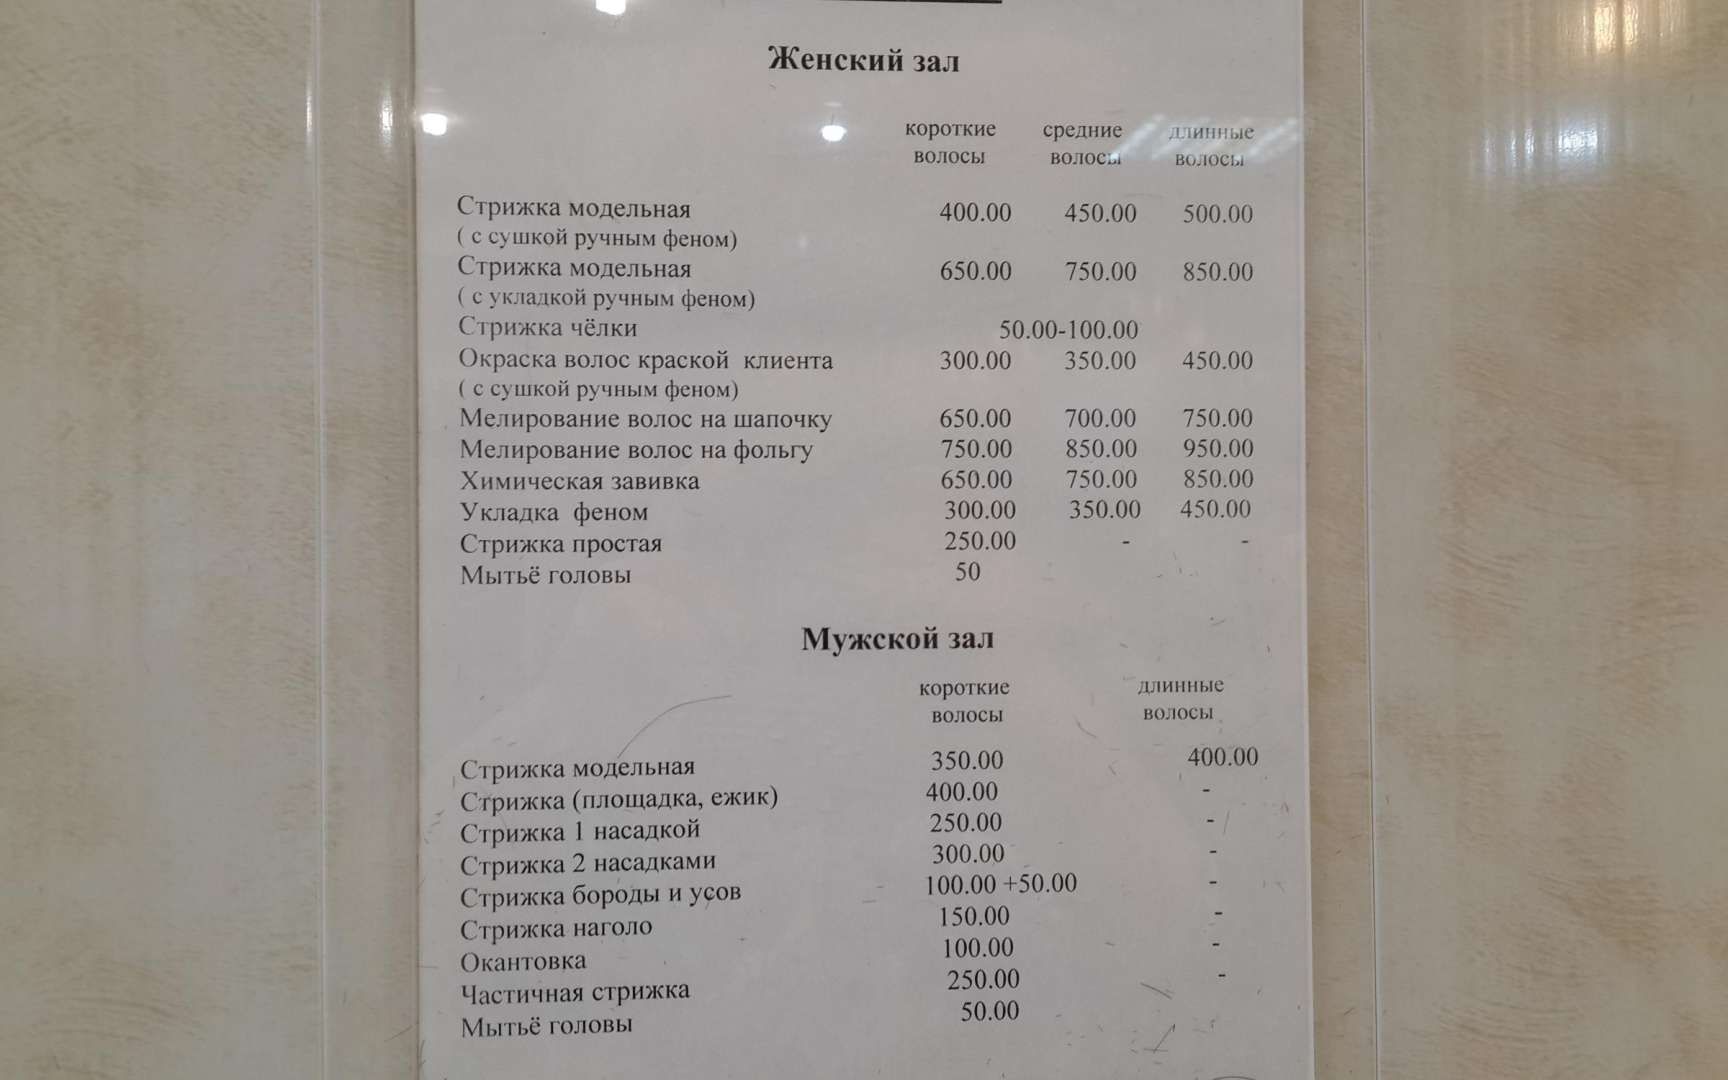 Женский зал
короткие средние длинные
волосы волосы волосы
Стрижка модельная 400.00 450.00 500.00
( с сушкой ручным феном)
Стрижка модельная 650.00 750.00 850.00
( с укладкой ручным феном)
Стрижка чёлки 50.00-100.00
Окраска волос краской клиента 300.00 350.00 450.00
( с сушкой ручным феном)
Мелирование волос на шапочку 650.00 700.00 750.00
Мелирование волос на фольгу 750.00 850.00 950.00
Химическая завивка 650.00 750.00 850.00
Укладка феном 300.00 350.00 450.00
Стрижка простая 250.00 - -
Мытьё головы 50
Мужской зал
короткие длинные
волосы волосы
Стрижка модельная 350.00 400.00
Стрижка (площадка, ежик) 400.00 -
Стрижка 1 насадкой 250.00 -
Стрижка 2 насадками 300.00 -
Стрижка бороды и усов 100.00 +50.00 -
Стрижка наголо 150.00 -
Окантовка 100.00 -
Частичная стрижка 250.00 -
Мытьё головы 50.00